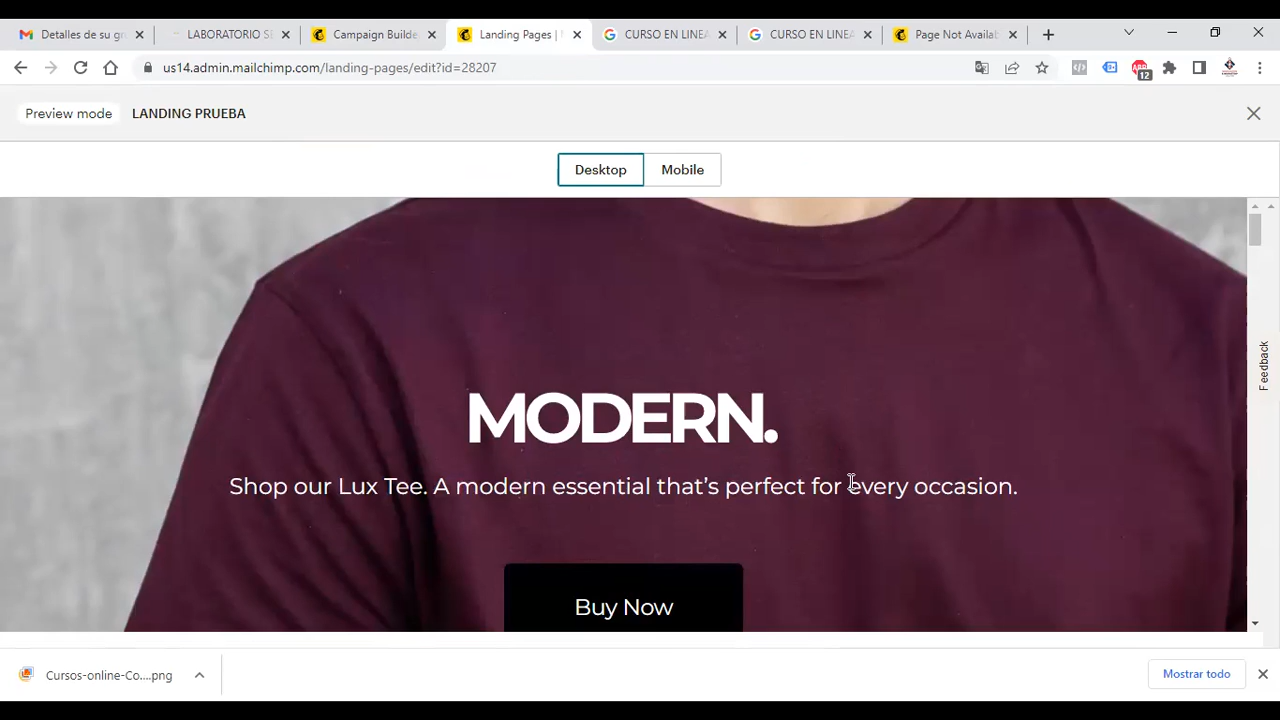 Detalles de su gr
LABORATORIO SE
Campaign Builde
Landing Pages |
CURSO EN LINEA
CURSO EN LINEA
Page Not Availab
us14.admin.mailchimp.com/landing-pages/edit?id=28207
12
Preview mode
LANDING PRUEBA
Desktop
Mobile
MODERN.
Shop our Lux Tee. A modern essential that's perfect for every occasion.
Buy Now
Feedback
Cursos-online-Co....png
Mostrar todo